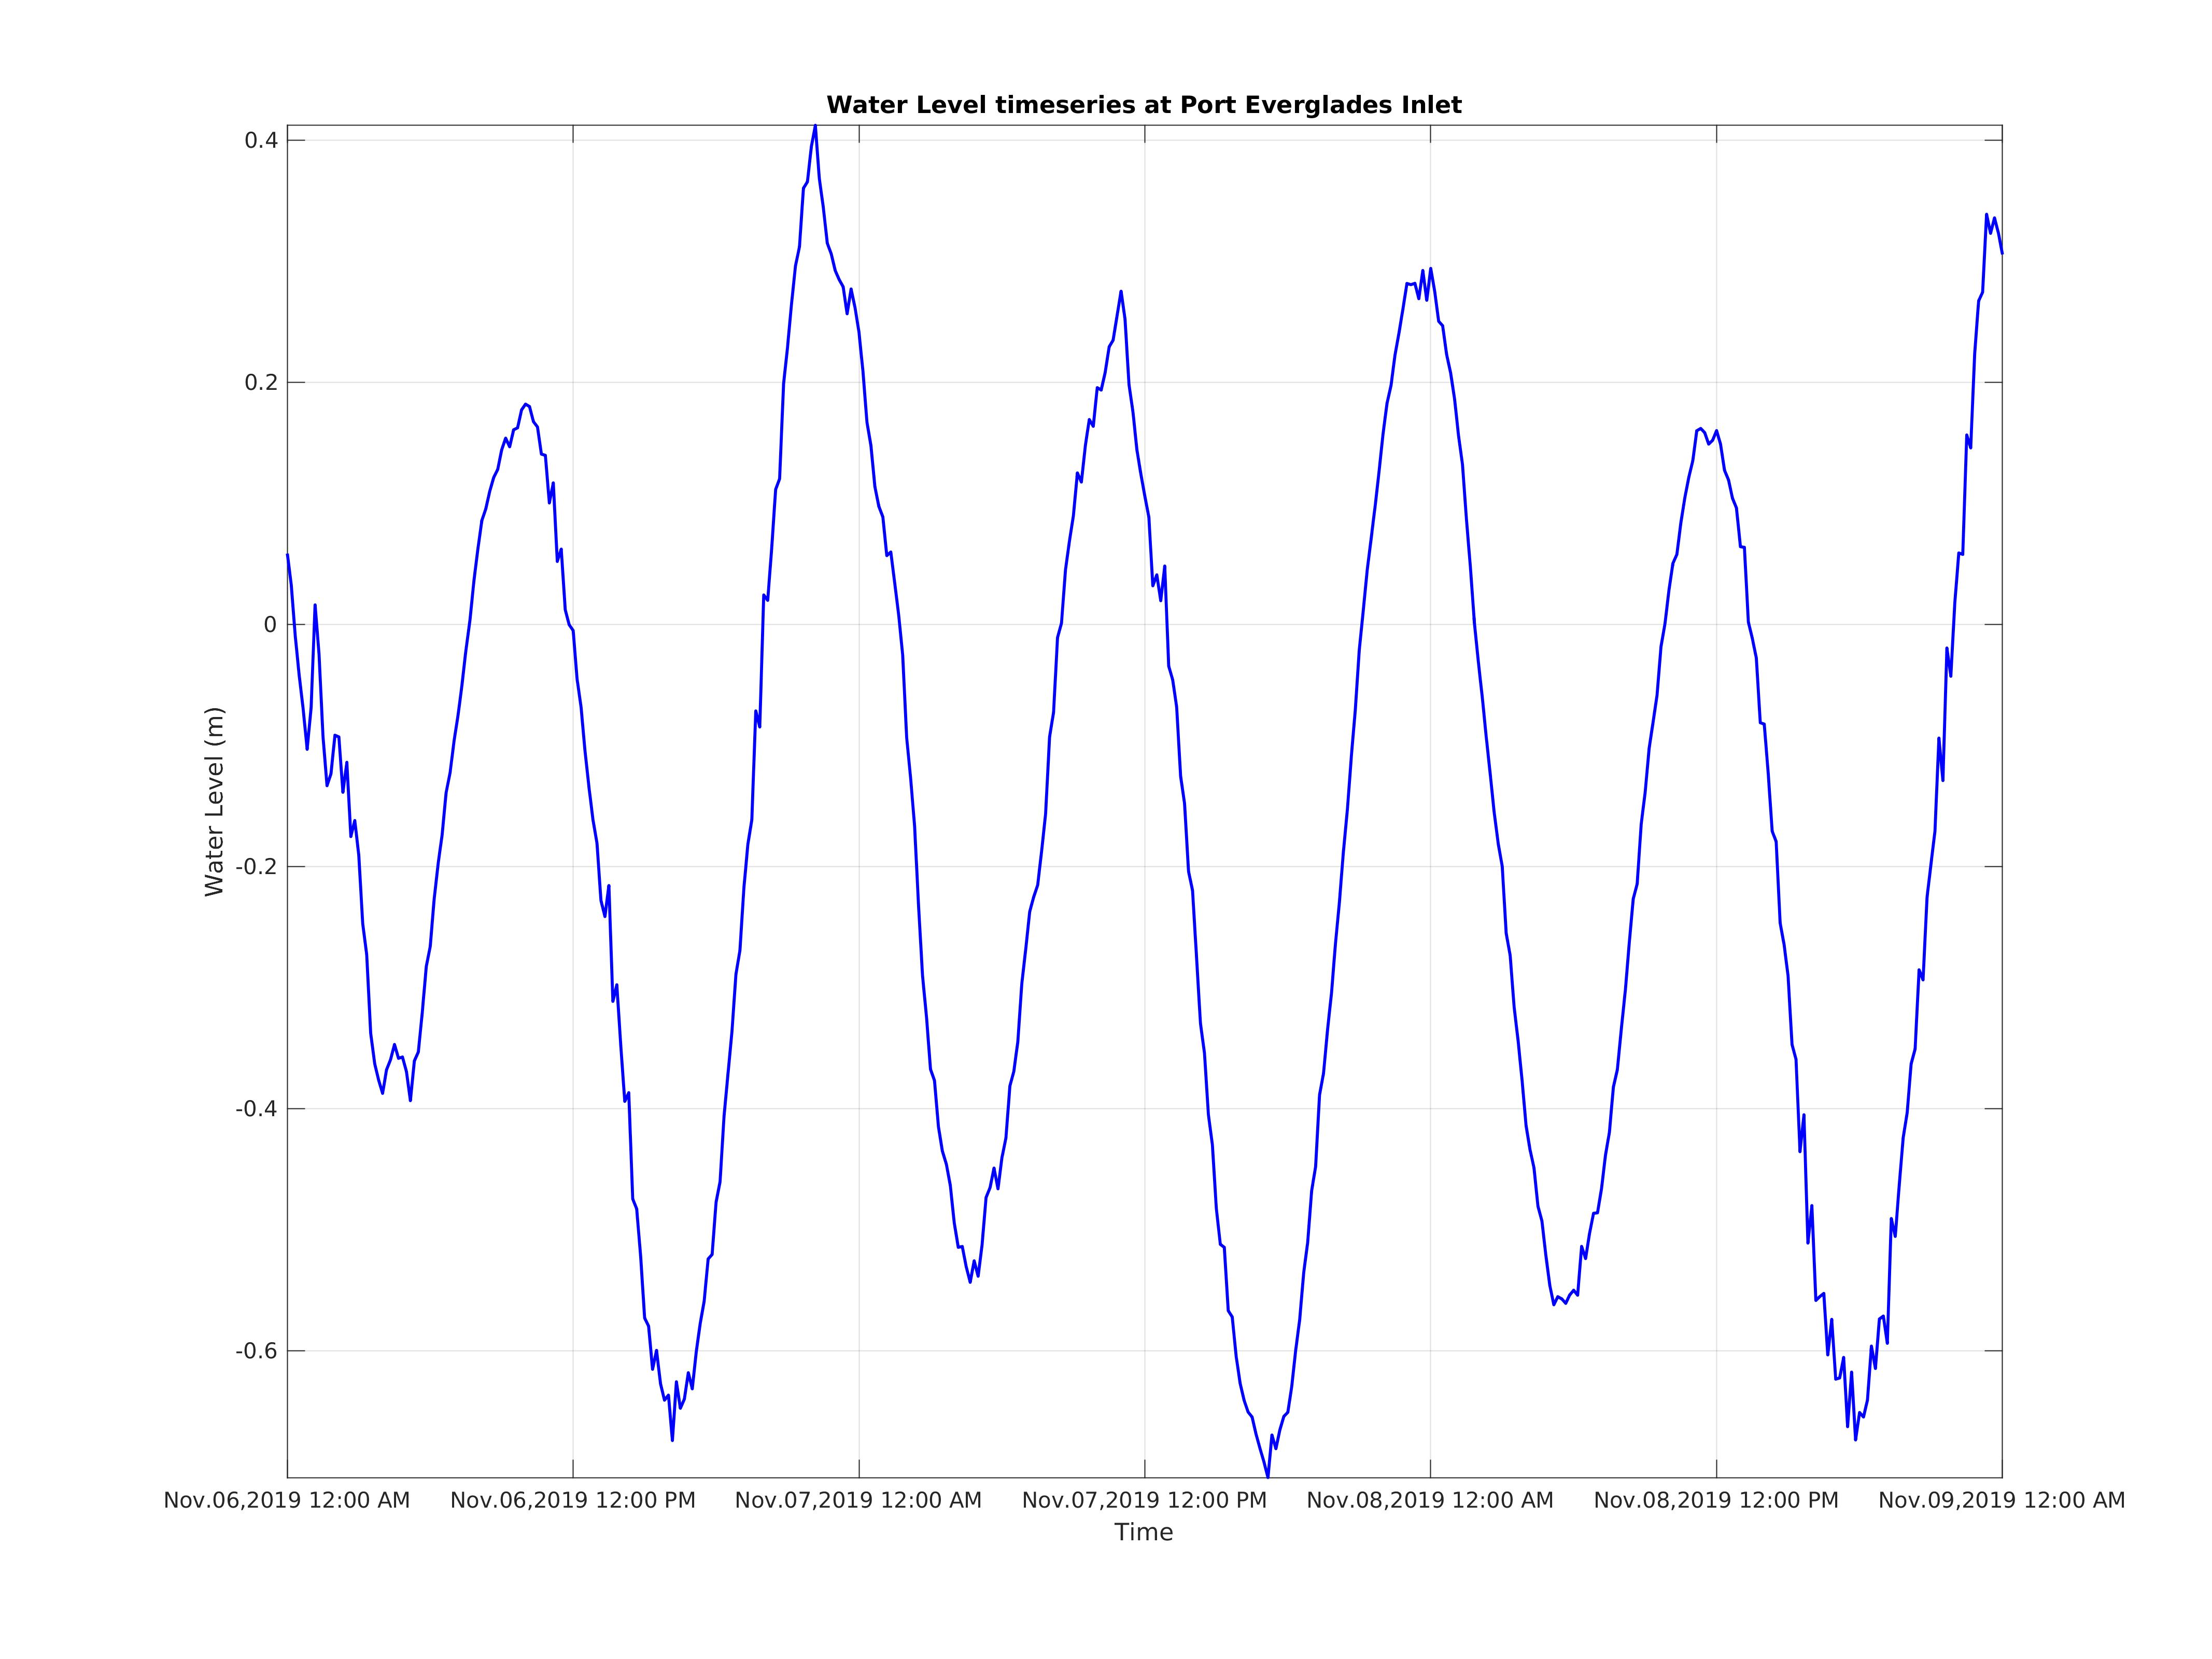 Water Level timeseries at Port Everglades Inlet
0.4
0.2
0
-0.2
-0.4
-0.6
Water Level (m)
Nov.06,2019 12:00 AM Nov.06,2019 12:00 PM Nov.07,2019 12:00 AM Nov.07,2019 12:00 PM Nov.08,2019 12:00 AM Nov.08,2019 12:00 PM Nov.09,2019 12:00 AM
Time